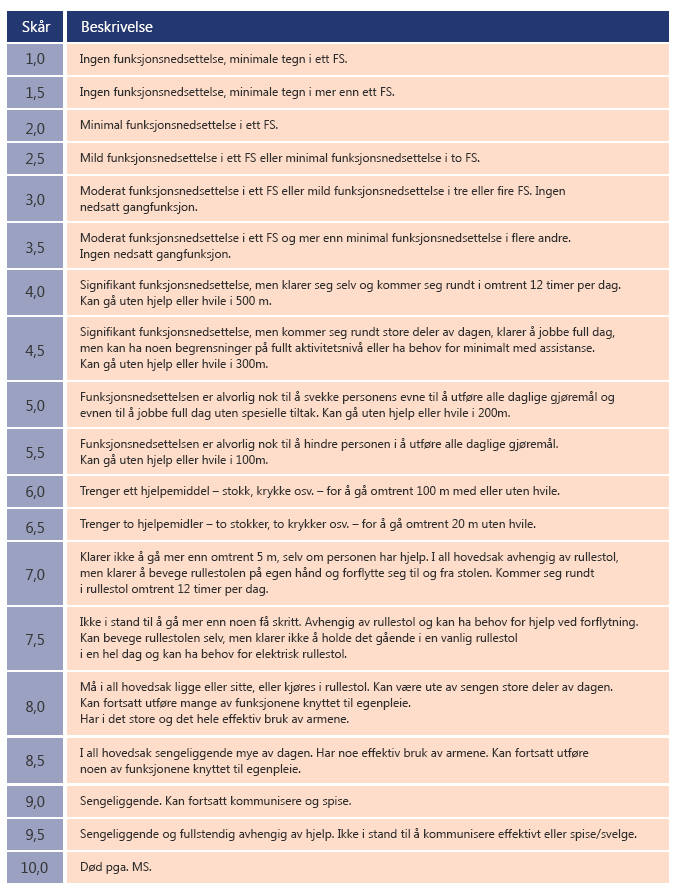 Skår Beskrivelse
1,0 Ingen funksjonsnedsettelse, minimale tegn i ett FS.
1,5 Ingen funksjonsnedsettelse, minimale tegn i mer enn ett FS.
2,0 Minimal funksjonsnedsettelse i ett FS.
2,5 Mild funksjonsnedsettelse i ett FS eller minimal funksjonsnedsettelse i to FS.
3,0 Moderat funksjonsnedsettelse i ett FS eller mild funksjonsnedsettelse i tre eller fire FS. Ingen
nedsatt gangfunksjon.
3,5 Moderat funksjonsnedsettelse i ett FS og mer enn minimal funksjonsnedsettelse i flere andre.
Ingen nedsatt gangfunksjon.
4,0 Signifikant funksjonsnedsettelse, men klarer seg selv og kommer seg rundt i omtrent 12 timer per dag.
Kan gå uten hjelp eller hvile i 500 m.
4,5 Signifikant funksjonsnedsettelse, men kommer seg rundt store deler av dagen, klarer å jobbe full dag,
men kan ha noen begrensninger på fullt aktivitetsnivå eller ha behov for minimalt med assistanse.
Kan gå uten hjelp eller hvile i 300m.
5,0 Funksjonsnedsettelsen er alvorlig nok til å svekke personens evne til å utføre alle daglige gjøremål og
evnen til å jobbe full dag uten spesielle tiltak. Kan gå uten hjelp eller hvile i 200m.
5,5 Funksjonsnedsettelsen er alvorlig nok til å hindre personen i å utføre alle daglige gjøremål.
Kan gå uten hjelp eller hvile i 100m.
6,0 Trenger ett hjelpemiddel – stokk, krykke osv. – for å gå omtrent 100 m med eller uten hvile.
6,5 Trenger to hjelpemidler – to stokker, to krykker osv. – for å gå omtrent 20 m uten hvile.
7,0 Klarer ikke å gå mer enn omtrent 5 m, selv om personen har hjelp. I all hovedsak avhengig av rullestol,
men klarer å bevege rullestolen på egen hånd og forflytte seg til og fra stolen. Kommer seg rundt
i rullestol omtrent 12 timer per dag.
7,5 Ikke i stand til å gå mer enn noen få skritt. Avhengig av rullestol og kan ha behov for hjelp ved forflytning.
Kan bevege rullestolen selv, men klarer ikke å holde det gående i en vanlig rullestol
i en hel dag og kan ha behov for elektrisk rullestol.
8,0 Må i all hovedsak ligge eller sitte, eller kjøres i rullestol. Kan være ute av sengen store deler av dagen.
Kan fortsatt utføre mange av funksjonene knyttet til egenpleie.
Har i det store og det hele effektiv bruk av armene.
8,5 I all hovedsak sengeliggende mye av dagen. Har noe effektiv bruk av armene. Kan fortsatt utføre
noen av funksjonene knyttet til egenpleie.
9,0 Sengeliggende. Kan fortsatt kommunisere og spise.
9,5 Sengeliggende og fullstendig avhengig av hjelp. Ikke i stand til å kommunisere effektivt eller spise/svelge.
10,0 Død pga. MS.